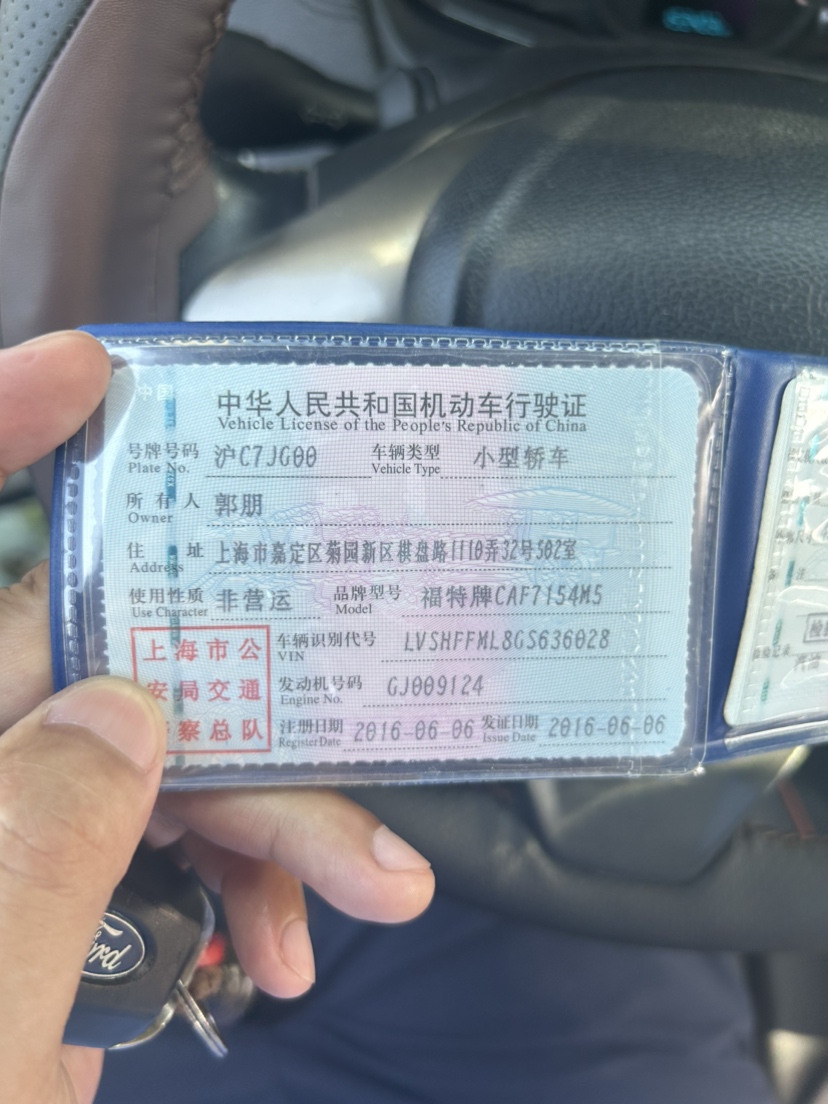 中国
中华人民共和国机动车行驶证
Vehicle License of the People's Republic of China
号牌号码 沪C7JG00 车辆类型 小型轿车
Plate No. Vehicle Type
所有人 郭朋
Owner
住址 上海市嘉定区菊园新区棋盘路1110弄32号502室
Address
使用性质 非营运 品牌型号 福特牌CAF7154M5
Use Character Model
上海市公
安局交通
察总队
车辆识别代号 LVSHFFML8GS636028
VIN
发动机号码 GJ009124
Engine No.
注册日期 2016-06-06 发证日期 2016-06-06
Register Date Issue Date
Ford